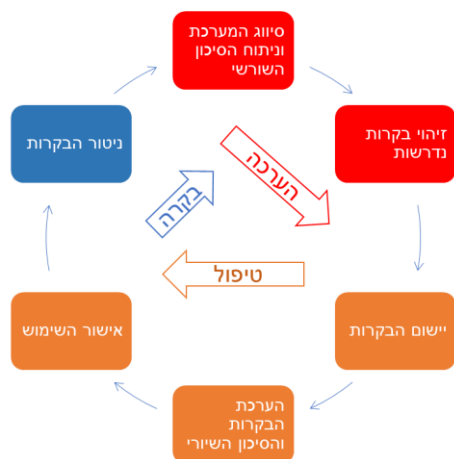 סיווג המערכת
וניתוח הסיכון
השורשי
זיהוי בקרות
נדרשות
יישום הבקרות
הערכת
הבקרות
והסיכון השיורי
אישור השימוש
ניטור הבקרות
הערכה
טיפול
בקרה